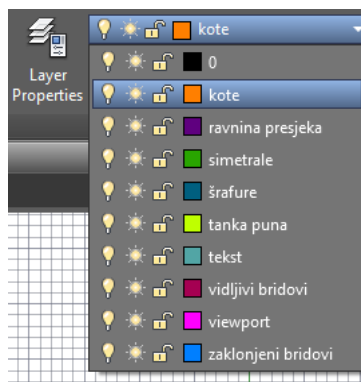 kote
Layer
Properties
0
kote
ravnina presjeka
simetrale
šrafure
tanka puna
tekst
vidljivi bridovi
viewport
zaklonjeni bridovi